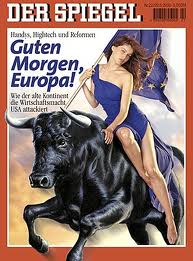 DER SPIEGEL
Handys, Hightech und Reformen
Guten
Morgen,
Europa!
Wie der alte Kontinent
die Wirtschaftsmacht
USA attackiert